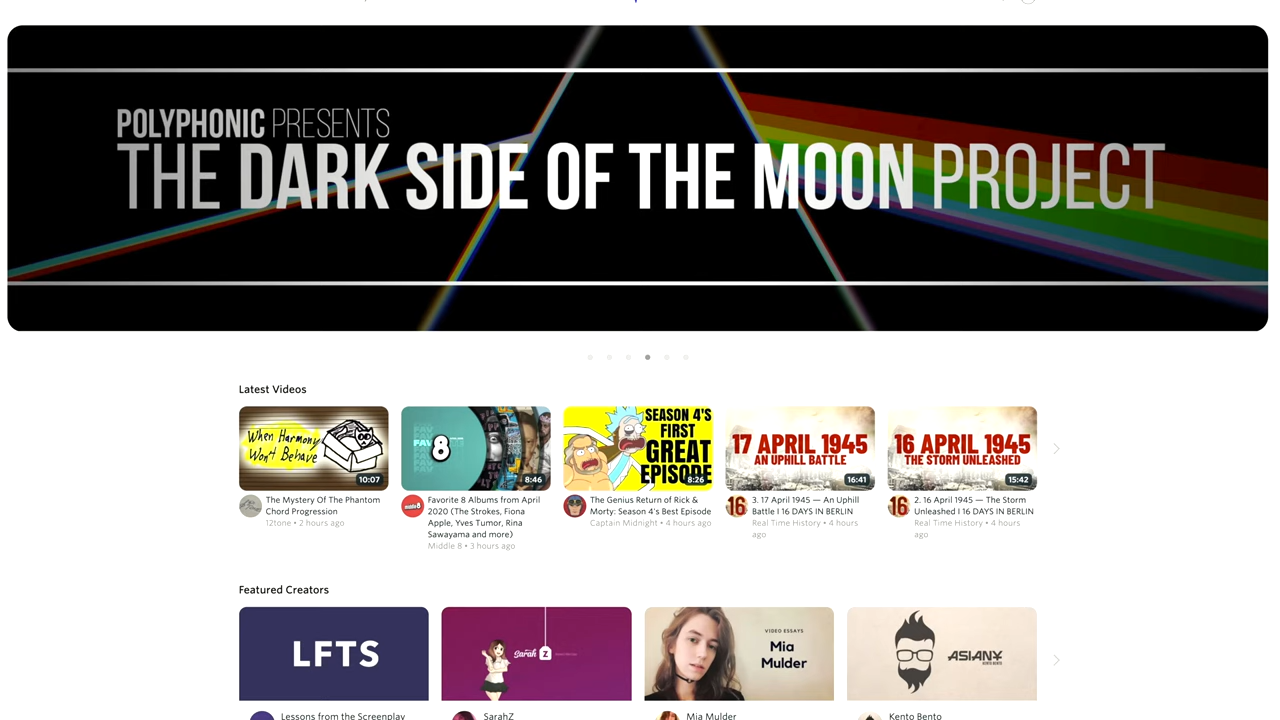 POLYPHONIC PRESENTS
THE DARK SIDE OF THE MOON PROJECT
Latest Videos
When Harmony
Won't Behave
10:07
The Mystery Of The Phantom
Chord Progression
12tone • 2 hours ago
FAV
8
8:46
middle 8
Favorite 8 Albums from April
2020 (The Strokes, Fiona
Apple, Yves Tumor, Rina
Sawayama and more)
Middle 8 • 3 hours ago
SEASON 4'S
FIRST
GREAT
EPISODE
8:26
The Genius Return of Rick &
Morty: Season 4's Best Episode
Captain Midnight • 4 hours ago
17 APRIL 1945
AN UPHILL BATTLE
16:41
16
3. 17 April 1945 — An Uphill
Battle I 16 DAYS IN BERLIN
Real Time History • 4 hours
ago
16 APRIL 1945
THE STORM UNLEASHED
15:42
16
2. 16 April 1945 — The Storm
Unleashed I 16 DAYS IN BERLIN
Real Time History • 4 hours
ago
Featured Creators
LFTS
Lessons from the Screenplay
Sarah Z
SarahZ
VIDEO ESSAYS
Mia
Mulder
Mia Mulder
ASIANY
KENTO BENTO
Kento Bento